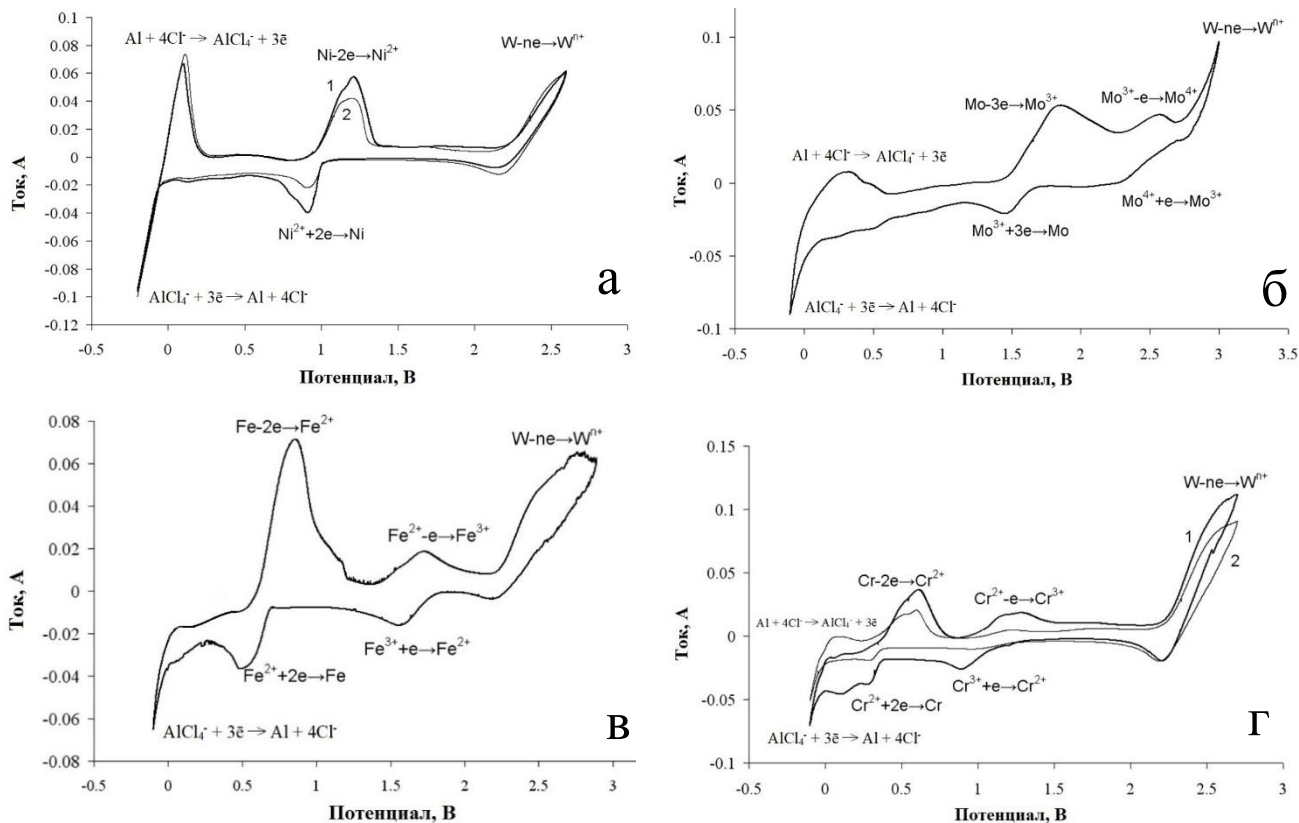 Ток, А
0.1
0.08
0.06
0.04
0.02
0
-0.02
-0.04
-0.06
-0.08
-0.1
-0.12
Al + 4Cl⁻ → AlCl₄⁻ + 3ē
Ni-2e→Ni²⁺
W-ne→Wⁿ⁺
1
2
Ni²⁺+2e→Ni
AlCl₄⁻ + 3ē → Al + 4Cl⁻
а
-0.5
0
0.5
1
1.5
2
2.5
3
Потенциал, В
Ток, А
0.1
0.05
0
-0.05
-0.1
W-ne→Wⁿ⁺
Mo-3e→Mo³⁺
Mo³⁺-e→Mo⁴⁺
Al + 4Cl⁻ → AlCl₄⁻ + 3ē
Mo⁴⁺+e→Mo³⁺
Mo³⁺+3e→Mo
AlCl₄⁻ + 3ē → Al + 4Cl⁻
б
-0.5
0
0.5
1
1.5
2
2.5
3
3.5
Потенциал, В
Ток, А
0.08
0.06
0.04
0.02
0
-0.02
-0.04
-0.06
-0.08
Fe-2e→Fe²⁺
W-ne→Wⁿ⁺
Fe²⁺-e→Fe³⁺
Fe³⁺+e→Fe²⁺
Fe²⁺+2e→Fe
AlCl₄⁻ + 3ē → Al + 4Cl⁻
в
-0.5
0
0.5
1
1.5
2
2.5
3
Потенциал, В
Ток, А
0.15
0.1
0.05
0
-0.05
-0.1
W-ne→Wⁿ⁺
1
2
Cr-2e→Cr²⁺
Cr²⁺-e→Cr³⁺
Al + 4Cl⁻ → AlCl₄⁻ + 3ē
Cr³⁺+e→Cr²⁺
Cr²⁺+2e→Cr
AlCl₄⁻ + 3ē → Al + 4Cl⁻
г
-0.5
0
0.5
1
1.5
2
2.5
3
Потенциал, В